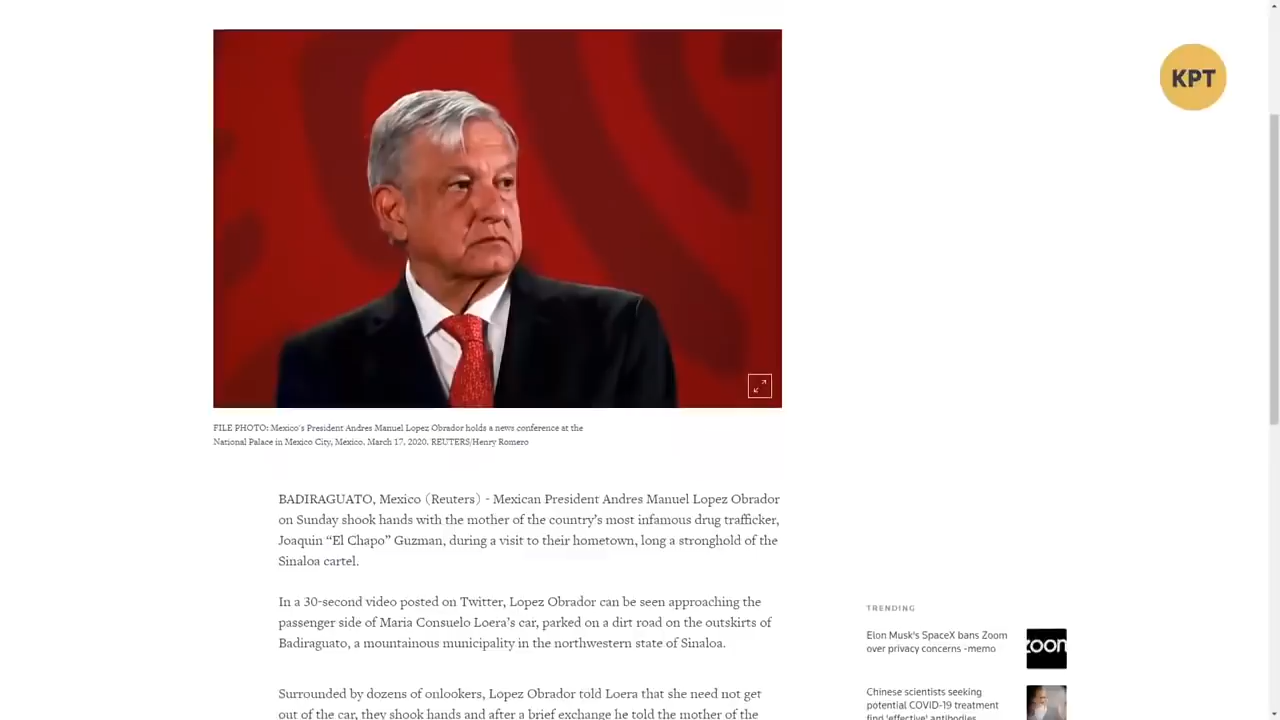 KPT
FILE PHOTO: Mexico's President Andres Manuel Lopez Obrador holds a news conference at the
National Palace in Mexico City, Mexico, March 17, 2020. REUTERS/Henry Romero
BADIRAGUATO, Mexico (Reuters) - Mexican President Andres Manuel Lopez Obrador
on Sunday shook hands with the mother of the country’s most infamous drug trafficker,
Joaquin “El Chapo” Guzman, during a visit to their hometown, long a stronghold of the
Sinaloa cartel.
In a 30-second video posted on Twitter, Lopez Obrador can be seen approaching the
passenger side of Maria Consuelo Loera’s car, parked on a dirt road on the outskirts of
Badiraguato, a mountainous municipality in the northwestern state of Sinaloa.
Surrounded by dozens of onlookers, Lopez Obrador told Loera that she need not get
out of the car, they shook hands and after a brief exchange he told the mother of the
TRENDING
Elon Musk's SpaceX bans Zoom
over privacy concerns -memo
zoom
Chinese scientists seeking
potential COVID-19 treatment
find 'effective' antibodies